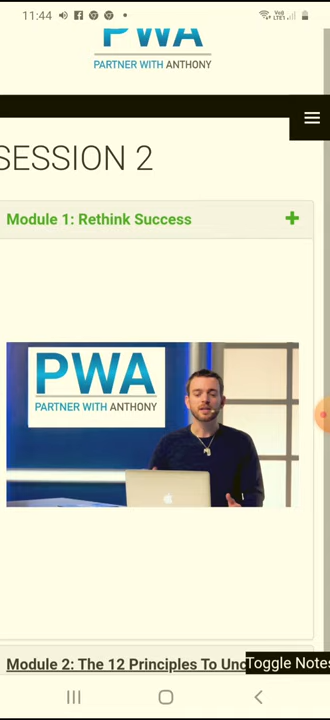 11:44
PWA
PARTNER WITH ANTHONY
SESSION 2
Module 1: Rethink Success
PWA
PARTNER WITH ANTHONY
Module 2: The 12 Principles To Unc
Toggle Notes